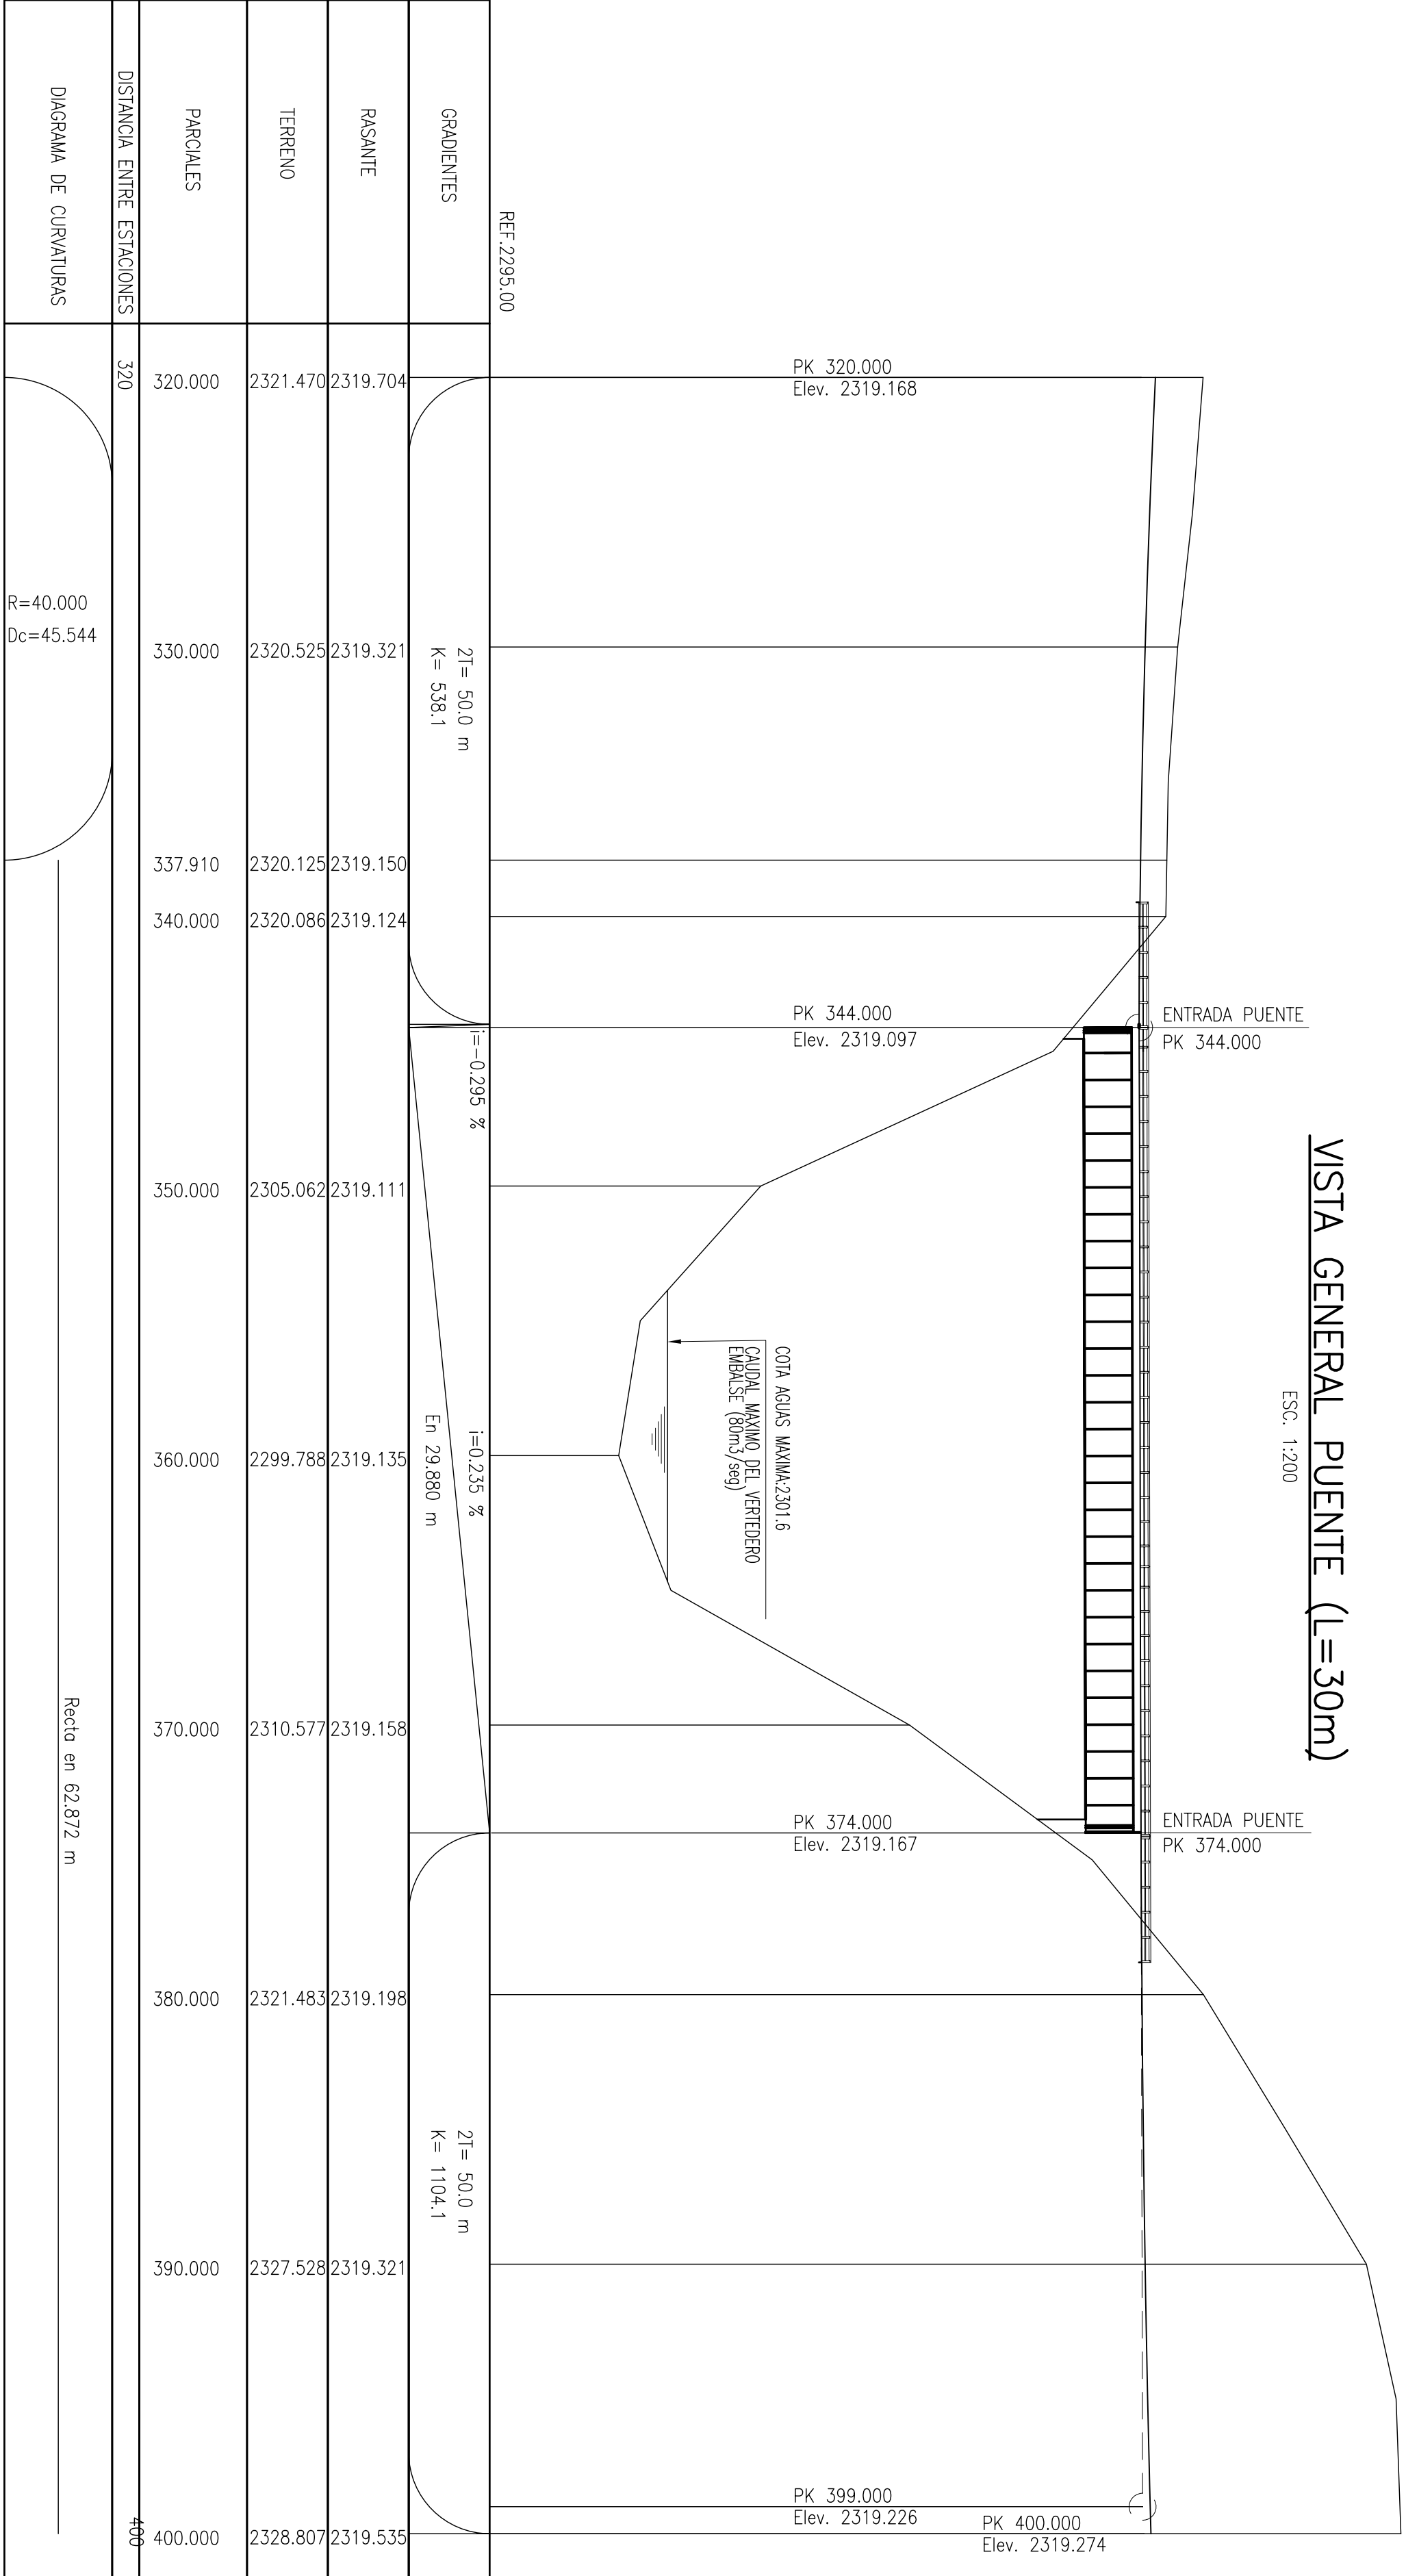 VISTA GENERAL PUENTE (L=30m)
ESC. 1:200
ENTRADA PUENTE
PK 344.000
ENTRADA PUENTE
PK 374.000
PK 320.000
Elev. 2319.168
PK 344.000
Elev. 2319.097
PK 374.000
Elev. 2319.167
PK 399.000
Elev. 2319.226
PK 400.000
Elev. 2319.274
COTA AGUAS MAXIMA:2301.6
CAUDAL MAXIMO DEL VERTEDERO
EMBALSE (80m3/seg)
REF.2295.00
GRADIENTES
2T= 50.0 m
K= 538.1
i=-0.295 %
i=0.235 %
En 29.880 m
2T= 50.0 m
K= 1104.1
RASANTE
2319.704
2319.321
2319.150
2319.124
2319.111
2319.135
2319.158
2319.198
2319.321
2319.535
TERRENO
2321.470
2320.525
2320.125
2320.086
2305.062
2299.788
2310.577
2321.483
2327.528
2328.807
PARCIALES
320.000
330.000
337.910
340.000
350.000
360.000
370.000
380.000
390.000
400.000
DISTANCIA ENTRE ESTACIONES
320
400
DIAGRAMA DE CURVATURAS
R=40.000
Dc=45.544
Recta en 62.872 m